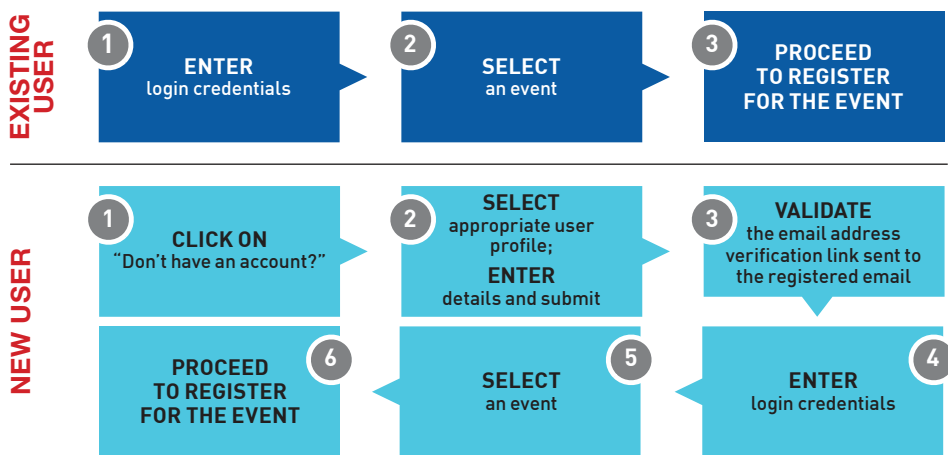 EXISTING
USER
1
ENTER
login credentials
2
SELECT
an event
3
PROCEED
TO REGISTER
FOR THE EVENT
NEW USER
1
CLICK ON
“Don’t have an account?”
2
SELECT
appropriate user
profile;
ENTER
details and submit
3
VALIDATE
the email address
verification link sent to
the registered email
4
ENTER
login credentials
5
SELECT
an event
6
PROCEED
TO REGISTER
FOR THE EVENT